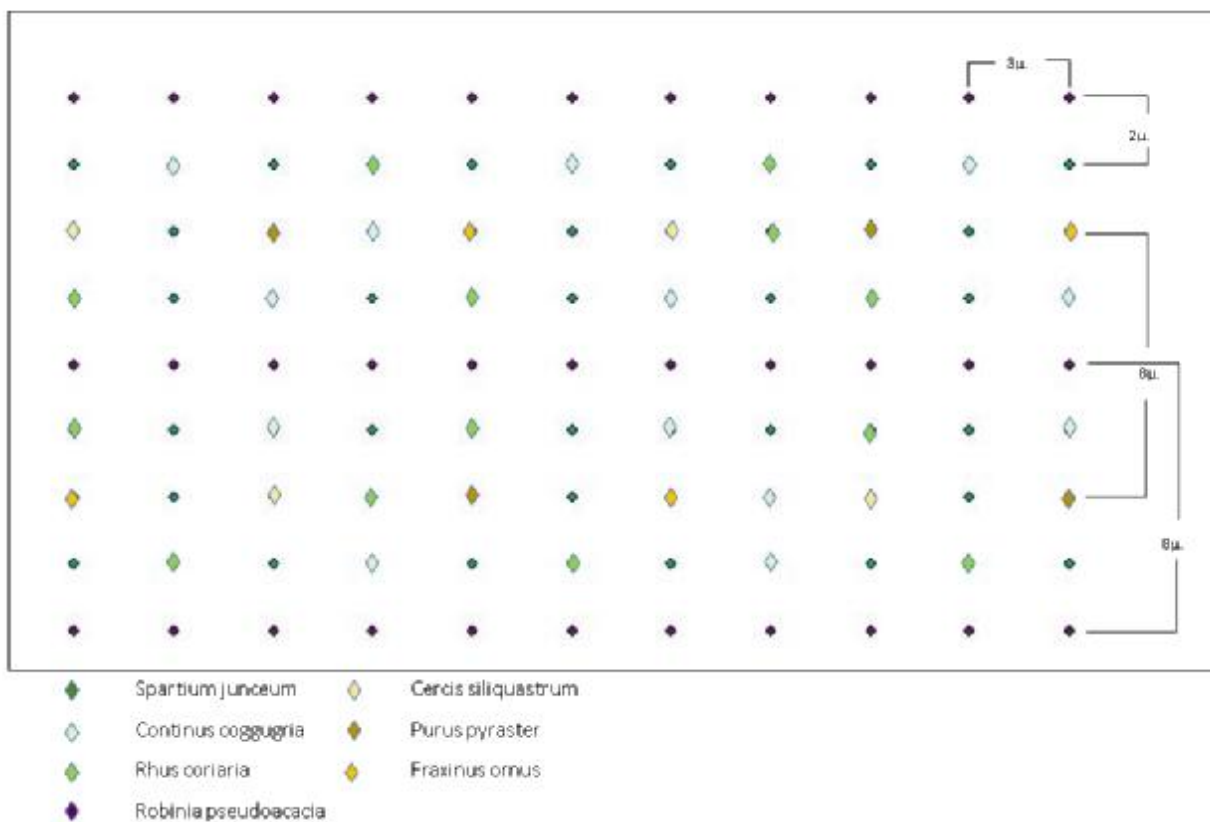 3μ.
2μ.
8μ.
8μ.
Spartium junceum
Cercis siliquastrum
Continus coggugria
Purus pyraster
Rhus coriaria
Fraxinus ornus
Robinia pseudoacacia